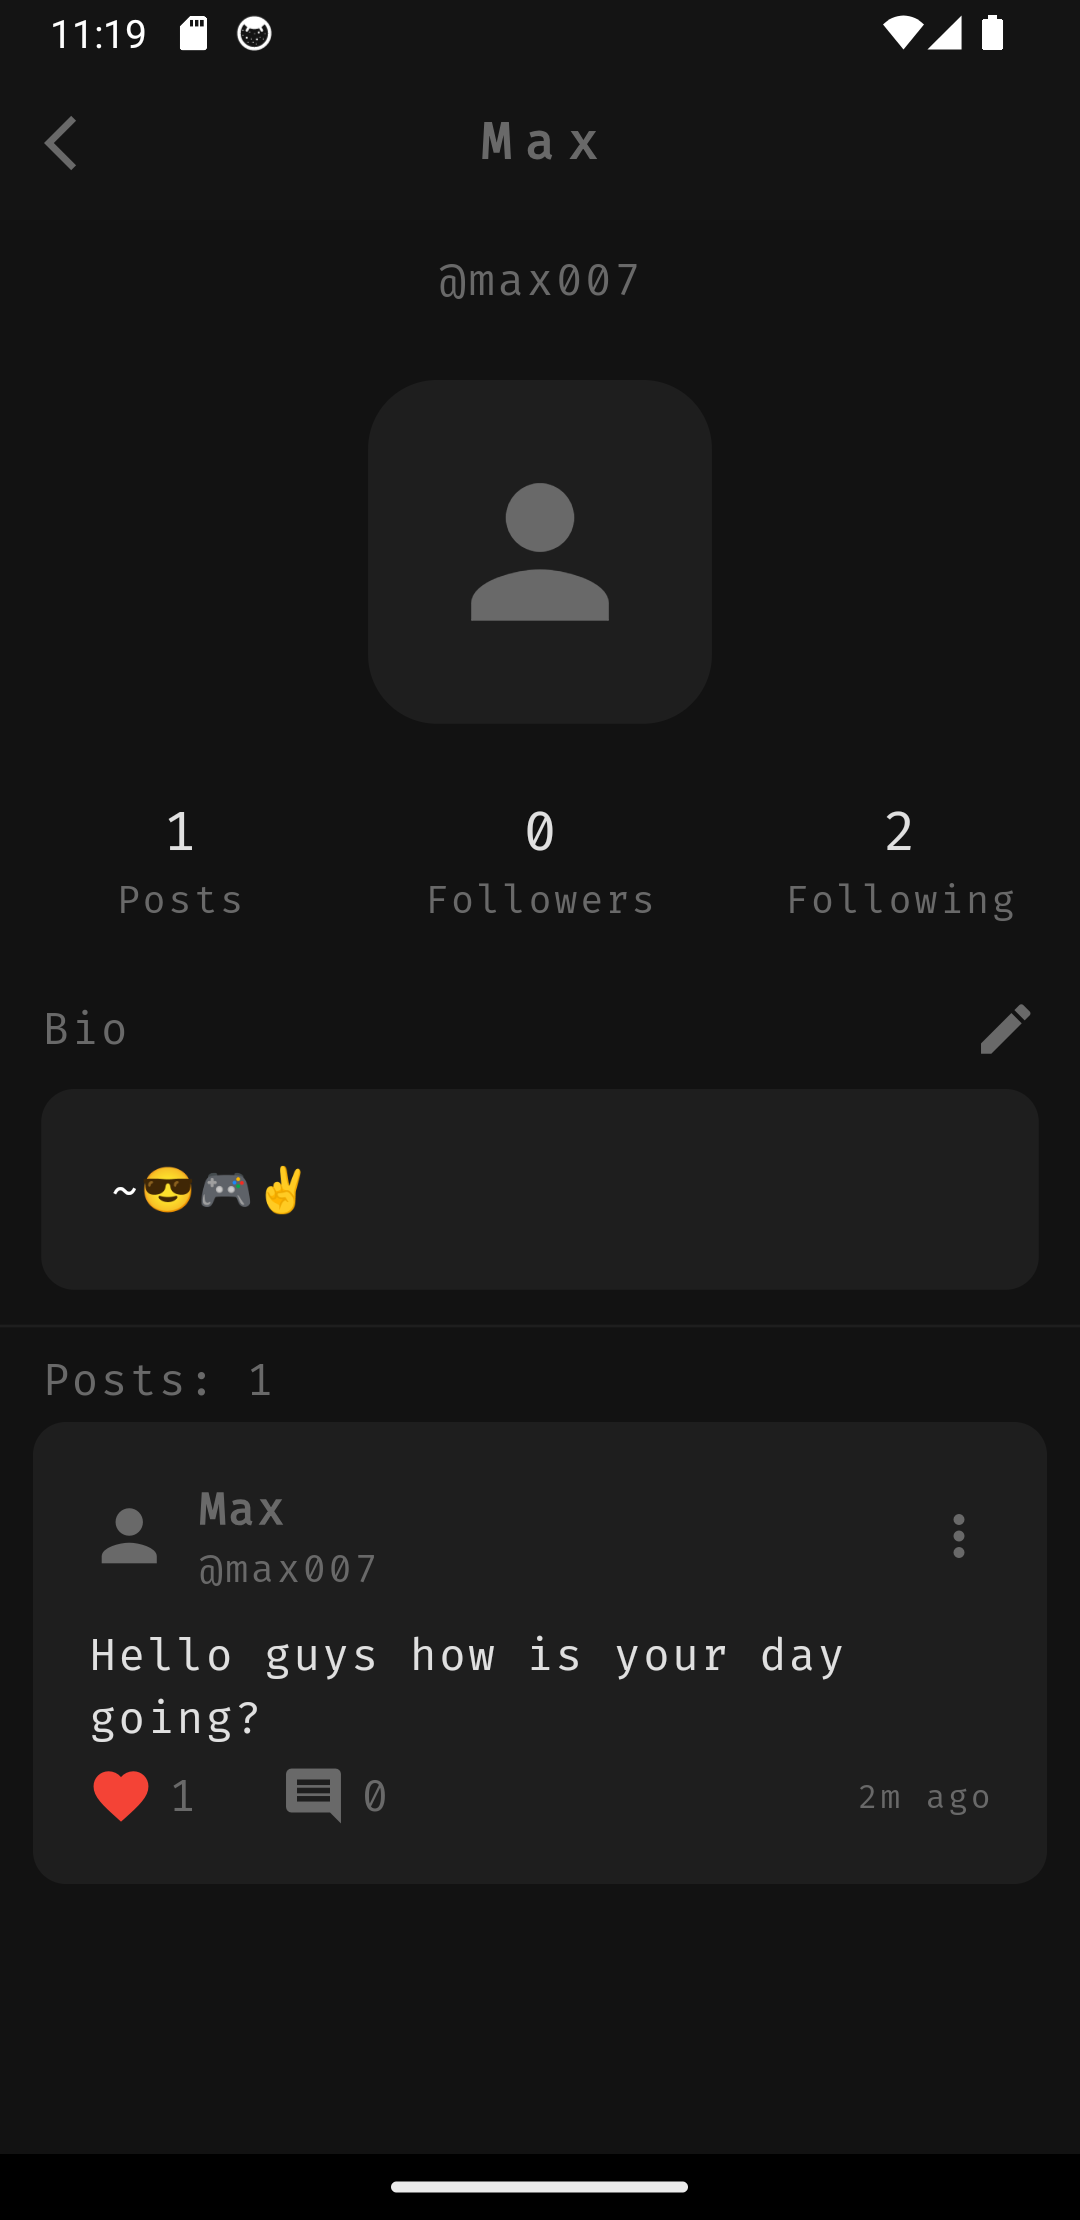 11:19
Max
@max007
1 0 2
Posts Followers Following
Bio
~😎🎮✌
Posts: 1
Max
@max007
Hello guys how is your day
going?
1 0 2m ago